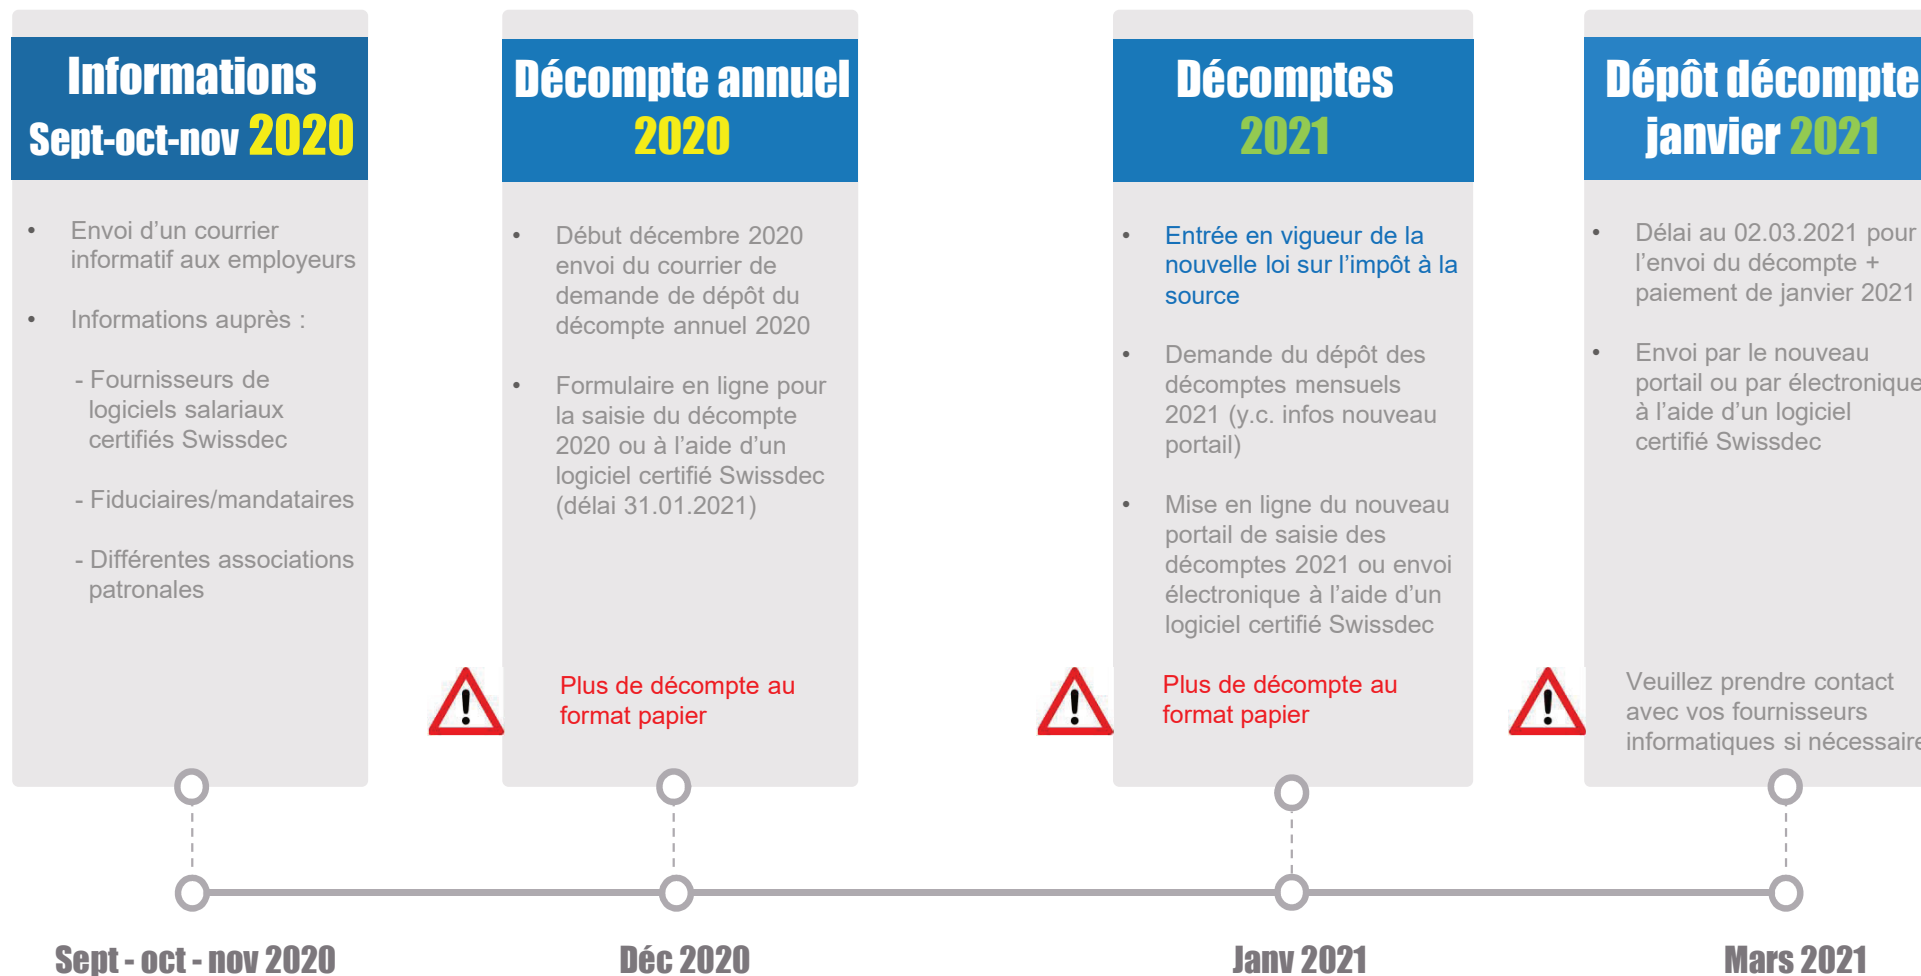 Informations
Sept-oct-nov 2020
• Envoi d’un courrier
informatif aux employeurs
• Informations auprès :
- Fournisseurs de
logiciels salariaux
certifiés Swissdec
- Fiduciaires/mandataires
- Différentes associations
patronales
Décompte annuel
2020
• Début décembre 2020
envoi du courrier de
demande de dépôt du
décompte annuel 2020
• Formulaire en ligne pour
la saisie du décompte
2020 ou à l’aide d’un
logiciel certifié Swissdec
(délai 31.01.2021)
Plus de décompte au
format papier
Décomptes
2021
• Entrée en vigueur de la
nouvelle loi sur l’impôt à la
source
• Demande du dépôt des
décomptes mensuels
2021 (y.c. infos nouveau
portail)
• Mise en ligne du nouveau
portail de saisie des
décomptes 2021 ou envoi
électronique à l’aide d’un
logiciel certifié Swissdec
Plus de décompte au
format papier
Dépôt décompte
janvier 2021
• Délai au 02.03.2021 pour
l’envoi du décompte +
paiement de janvier 2021
• Envoi par le nouveau
portail ou par électronique
à l’aide d’un logiciel
certifié Swissdec
Veuillez prendre contact
avec vos fournisseurs
informatiques si nécessaire
Sept - oct - nov 2020
Déc 2020
Janv 2021
Mars 2021